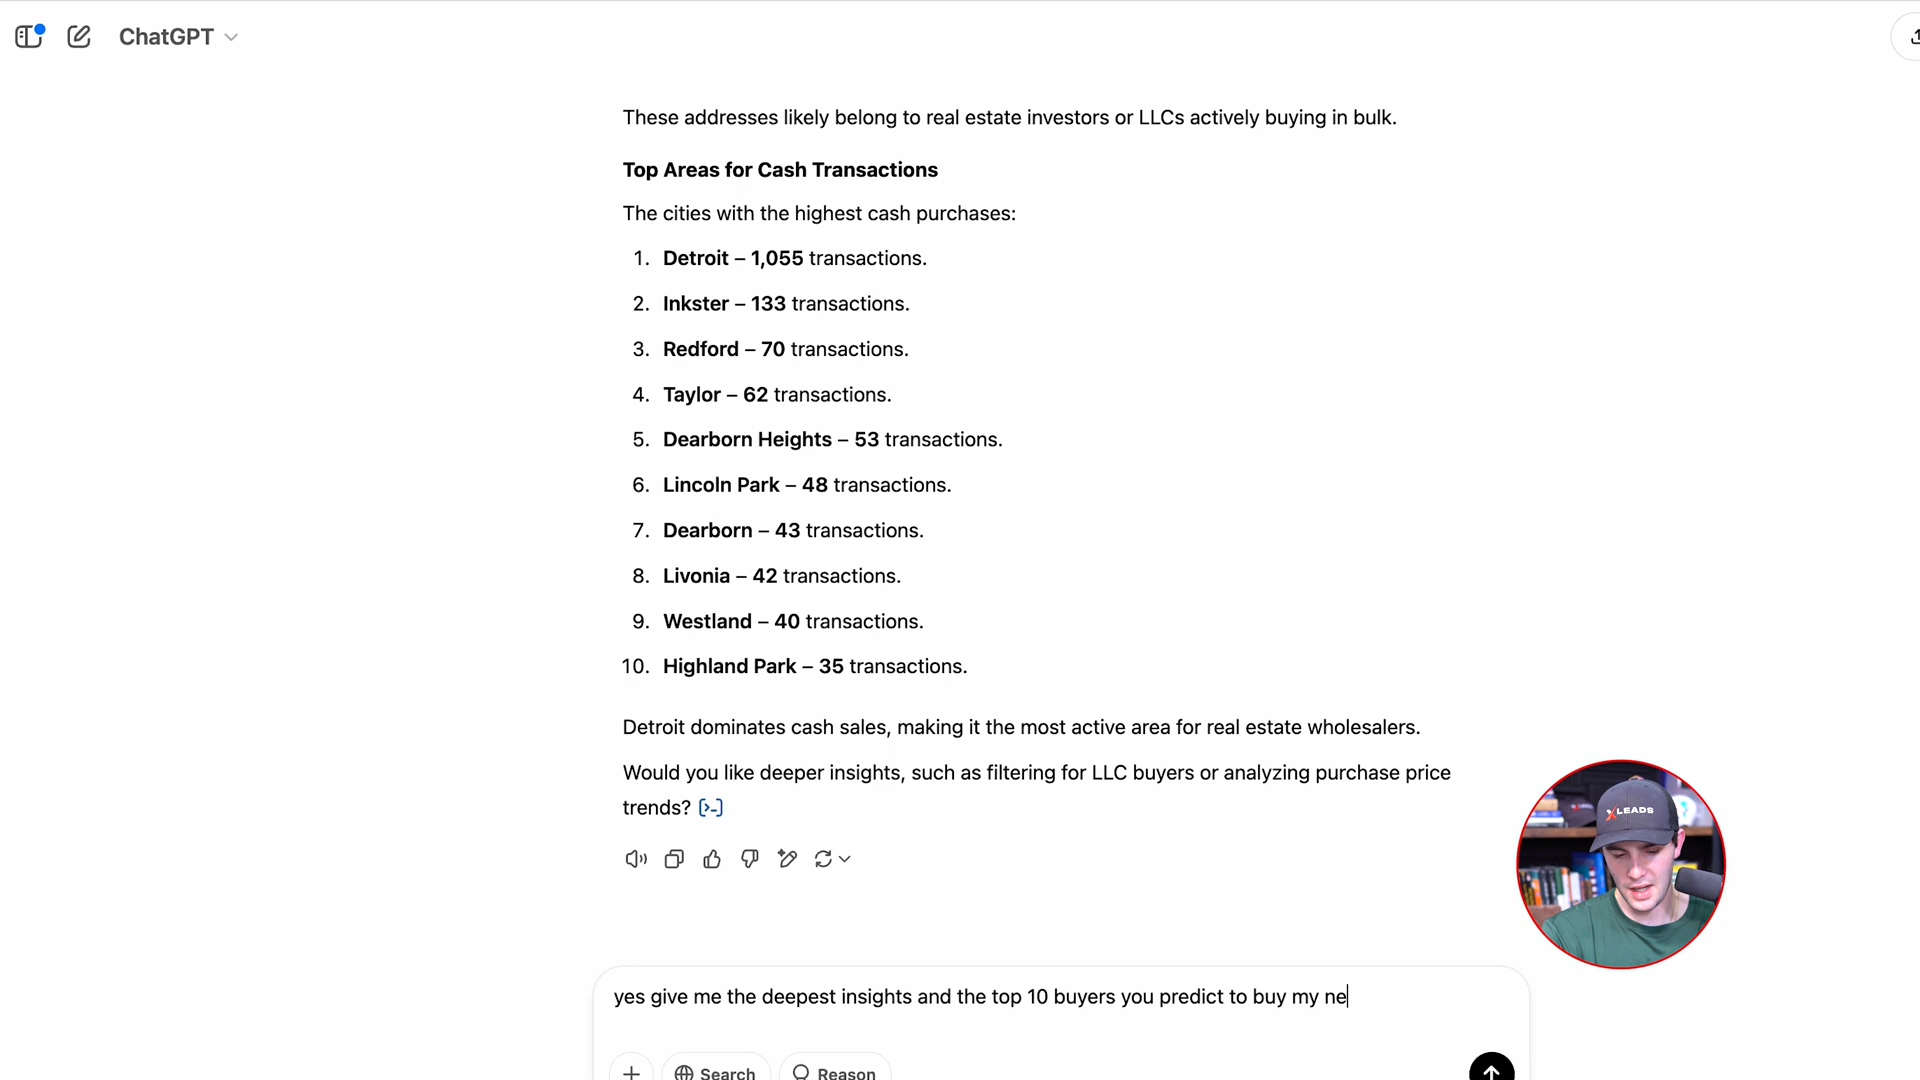 ChatGPT
These addresses likely belong to real estate investors or LLCs actively buying in bulk.
Top Areas for Cash Transactions
The cities with the highest cash purchases:
1. Detroit – 1,055 transactions.
2. Inkster – 133 transactions.
3. Redford – 70 transactions.
4. Taylor – 62 transactions.
5. Dearborn Heights – 53 transactions.
6. Lincoln Park – 48 transactions.
7. Dearborn – 43 transactions.
8. Livonia – 42 transactions.
9. Westland – 40 transactions.
10. Highland Park – 35 transactions.
Detroit dominates cash sales, making it the most active area for real estate wholesalers.
Would you like deeper insights, such as filtering for LLC buyers or analyzing purchase price
trends? [>-]
XLEADS
yes give me the deepest insights and the top 10 buyers you predict to buy my ne
Search Reason